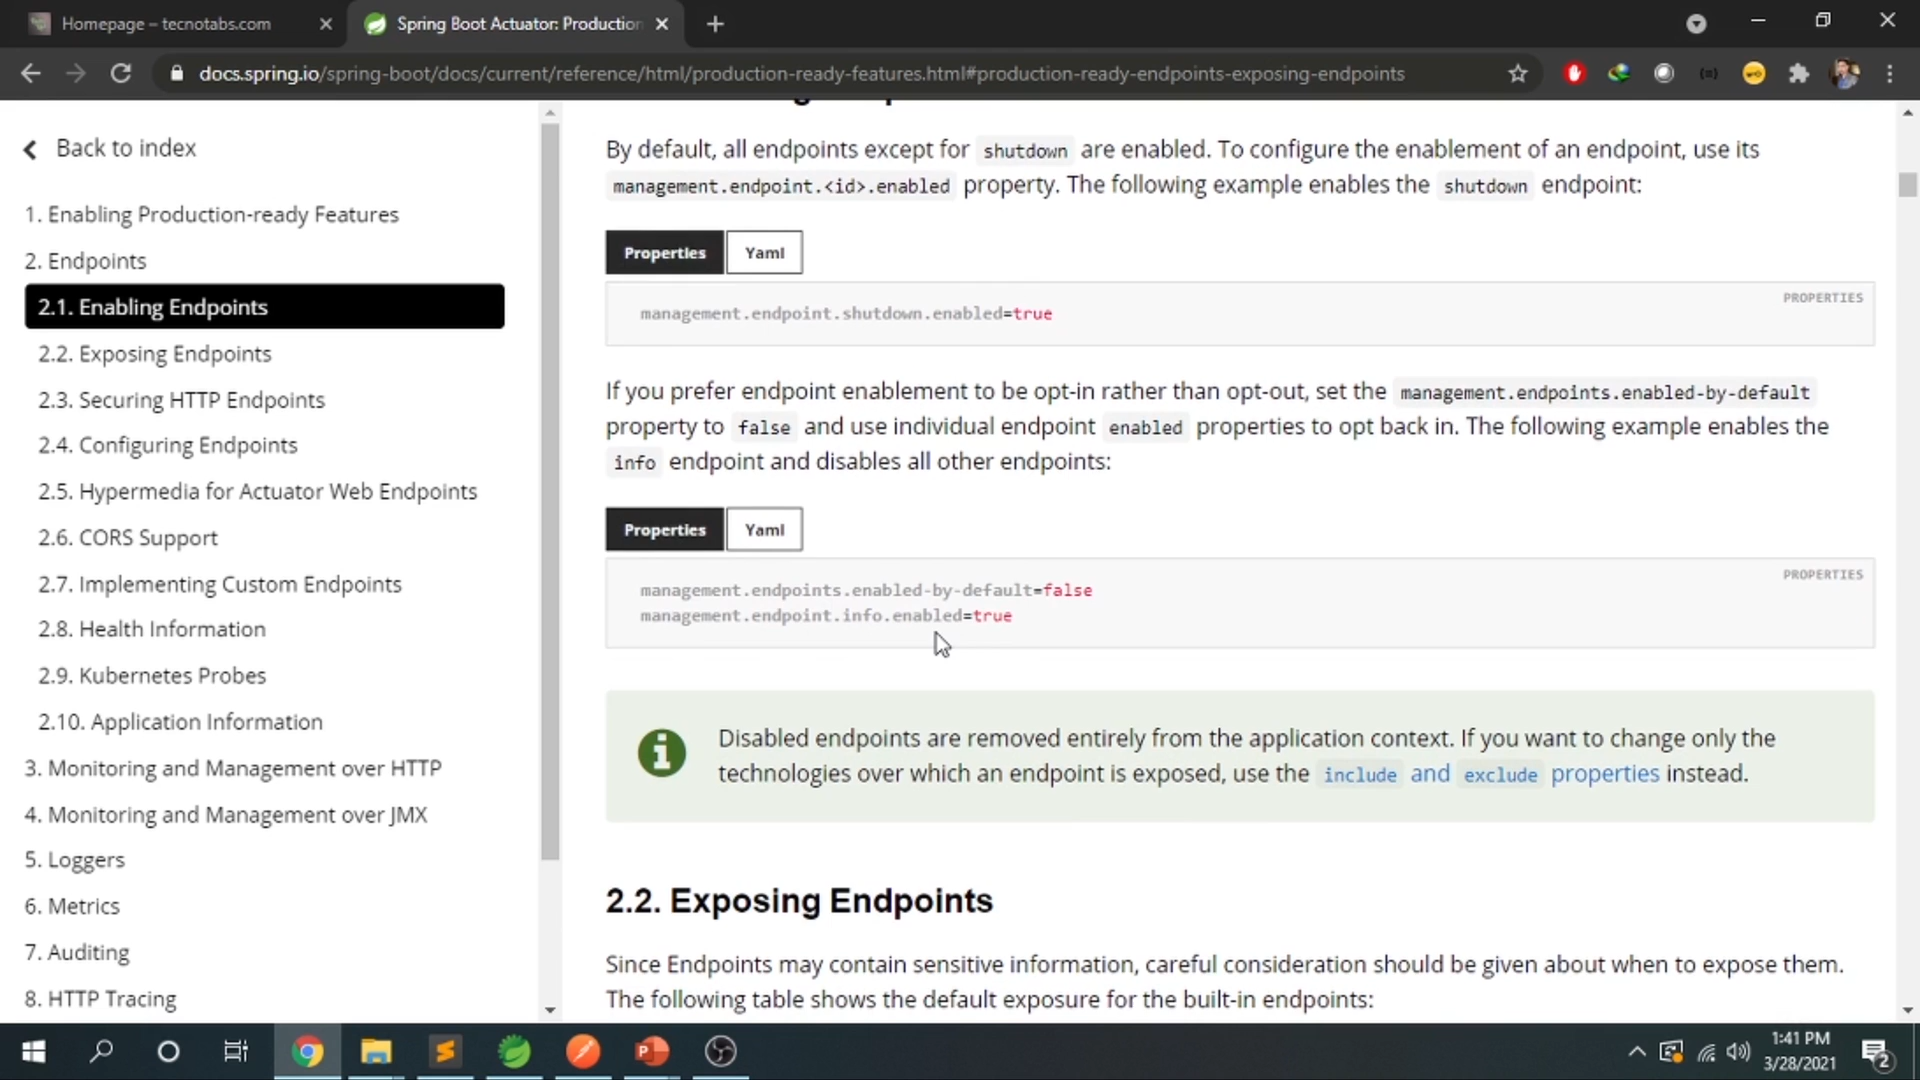 Homepage – tecnotabs.com
Spring Boot Actuator: Production
docs.spring.io/spring-boot/docs/current/reference/html/production-ready-features.html#production-ready-endpoints-exposing-endpoints
Back to index
1. Enabling Production-ready Features
2. Endpoints
2.1. Enabling Endpoints
2.2. Exposing Endpoints
2.3. Securing HTTP Endpoints
2.4. Configuring Endpoints
2.5. Hypermedia for Actuator Web Endpoints
2.6. CORS Support
2.7. Implementing Custom Endpoints
2.8. Health Information
2.9. Kubernetes Probes
2.10. Application Information
3. Monitoring and Management over HTTP
4. Monitoring and Management over JMX
5. Loggers
6. Metrics
7. Auditing
8. HTTP Tracing
By default, all endpoints except for shutdown are enabled. To configure the enablement of an endpoint, use its
management.endpoint.<id>.enabled property. The following example enables the shutdown endpoint:
Properties Yaml
PROPERTIES
management.endpoint.shutdown.enabled=true
If you prefer endpoint enablement to be opt-in rather than opt-out, set the management.endpoints.enabled-by-default
property to false and use individual endpoint enabled properties to opt back in. The following example enables the
info endpoint and disables all other endpoints:
Properties Yaml
PROPERTIES
management.endpoints.enabled-by-default=false
management.endpoint.info.enabled=true
Disabled endpoints are removed entirely from the application context. If you want to change only the
technologies over which an endpoint is exposed, use the include and exclude properties instead.
2.2. Exposing Endpoints
Since Endpoints may contain sensitive information, careful consideration should be given about when to expose them.
The following table shows the default exposure for the built-in endpoints:
1:41 PM
3/28/2021
2